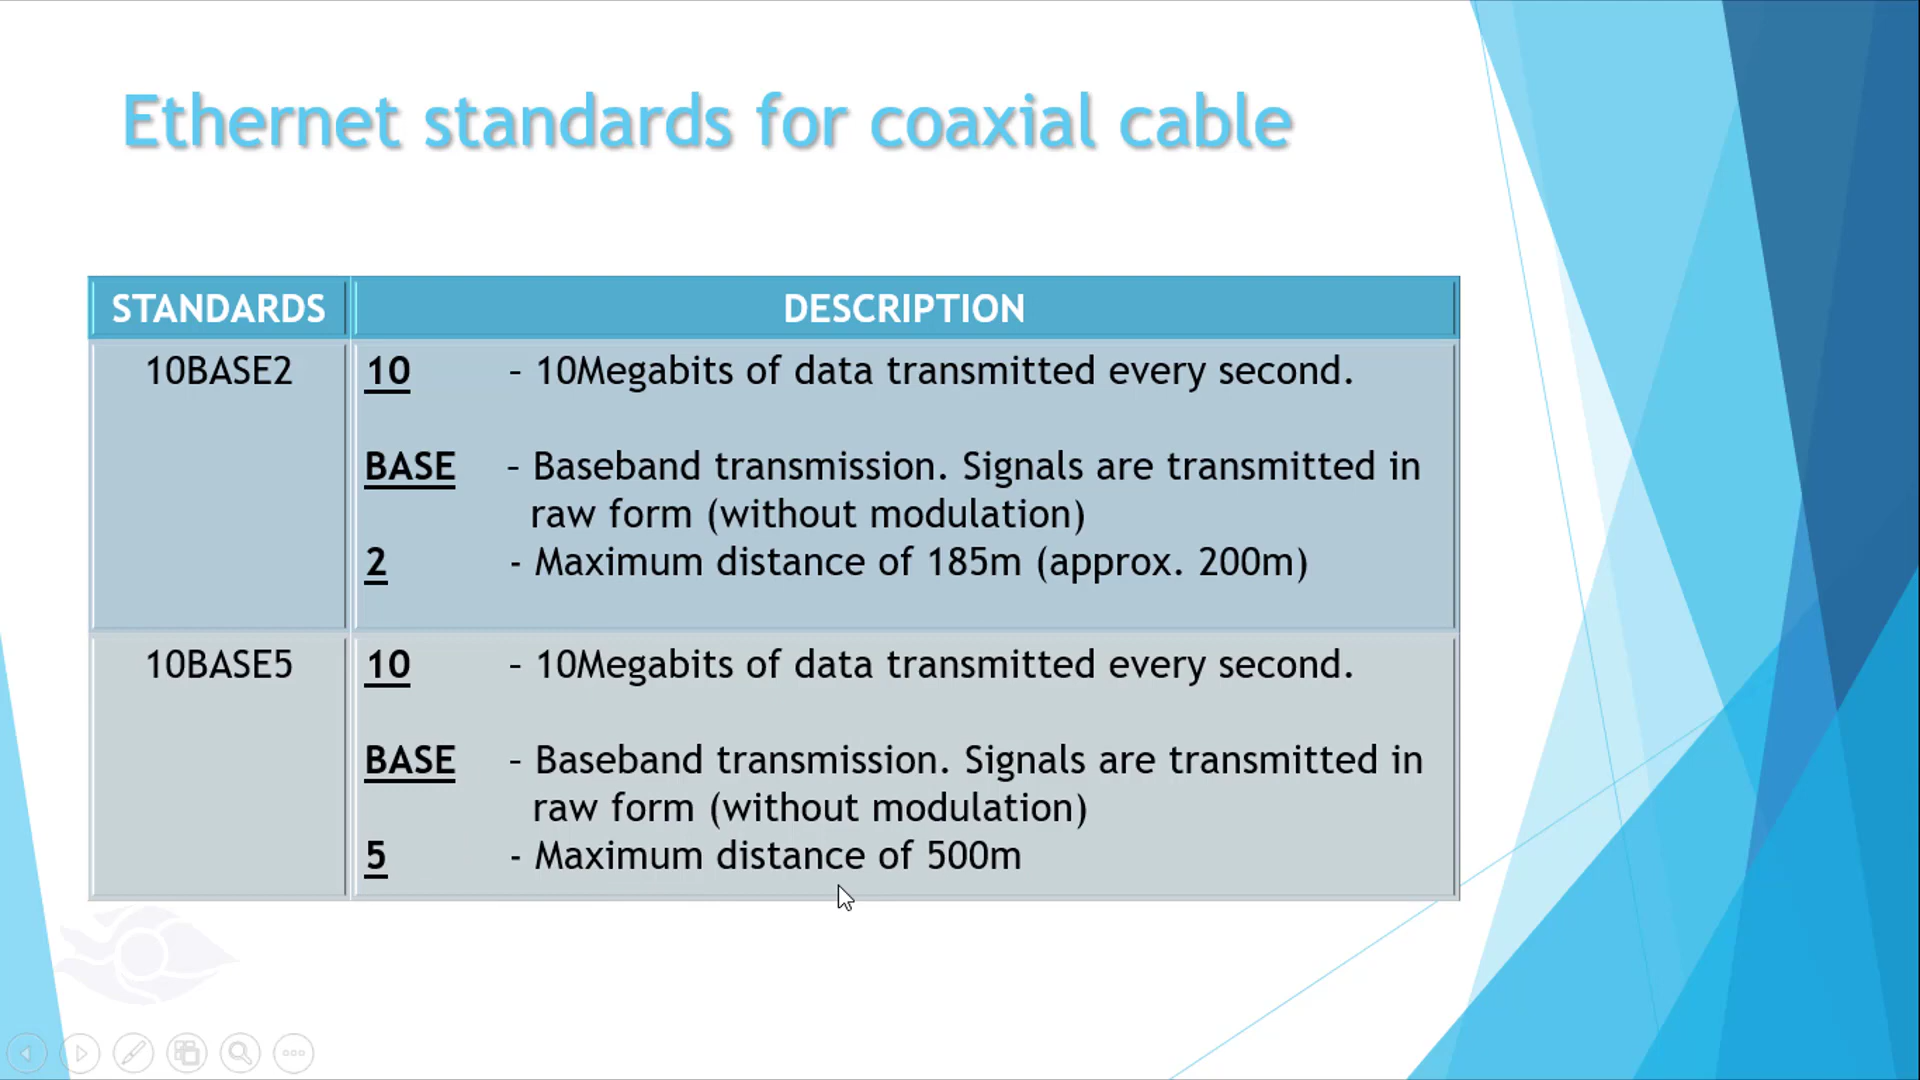 Ethernet standards for coaxial cable
STANDARDS DESCRIPTION
10BASE2 10 – 10Megabits of data transmitted every second.
BASE – Baseband transmission. Signals are transmitted in
raw form (without modulation)
2 - Maximum distance of 185m (approx. 200m)
10BASE5 10 – 10Megabits of data transmitted every second.
BASE – Baseband transmission. Signals are transmitted in
raw form (without modulation)
5 - Maximum distance of 500m